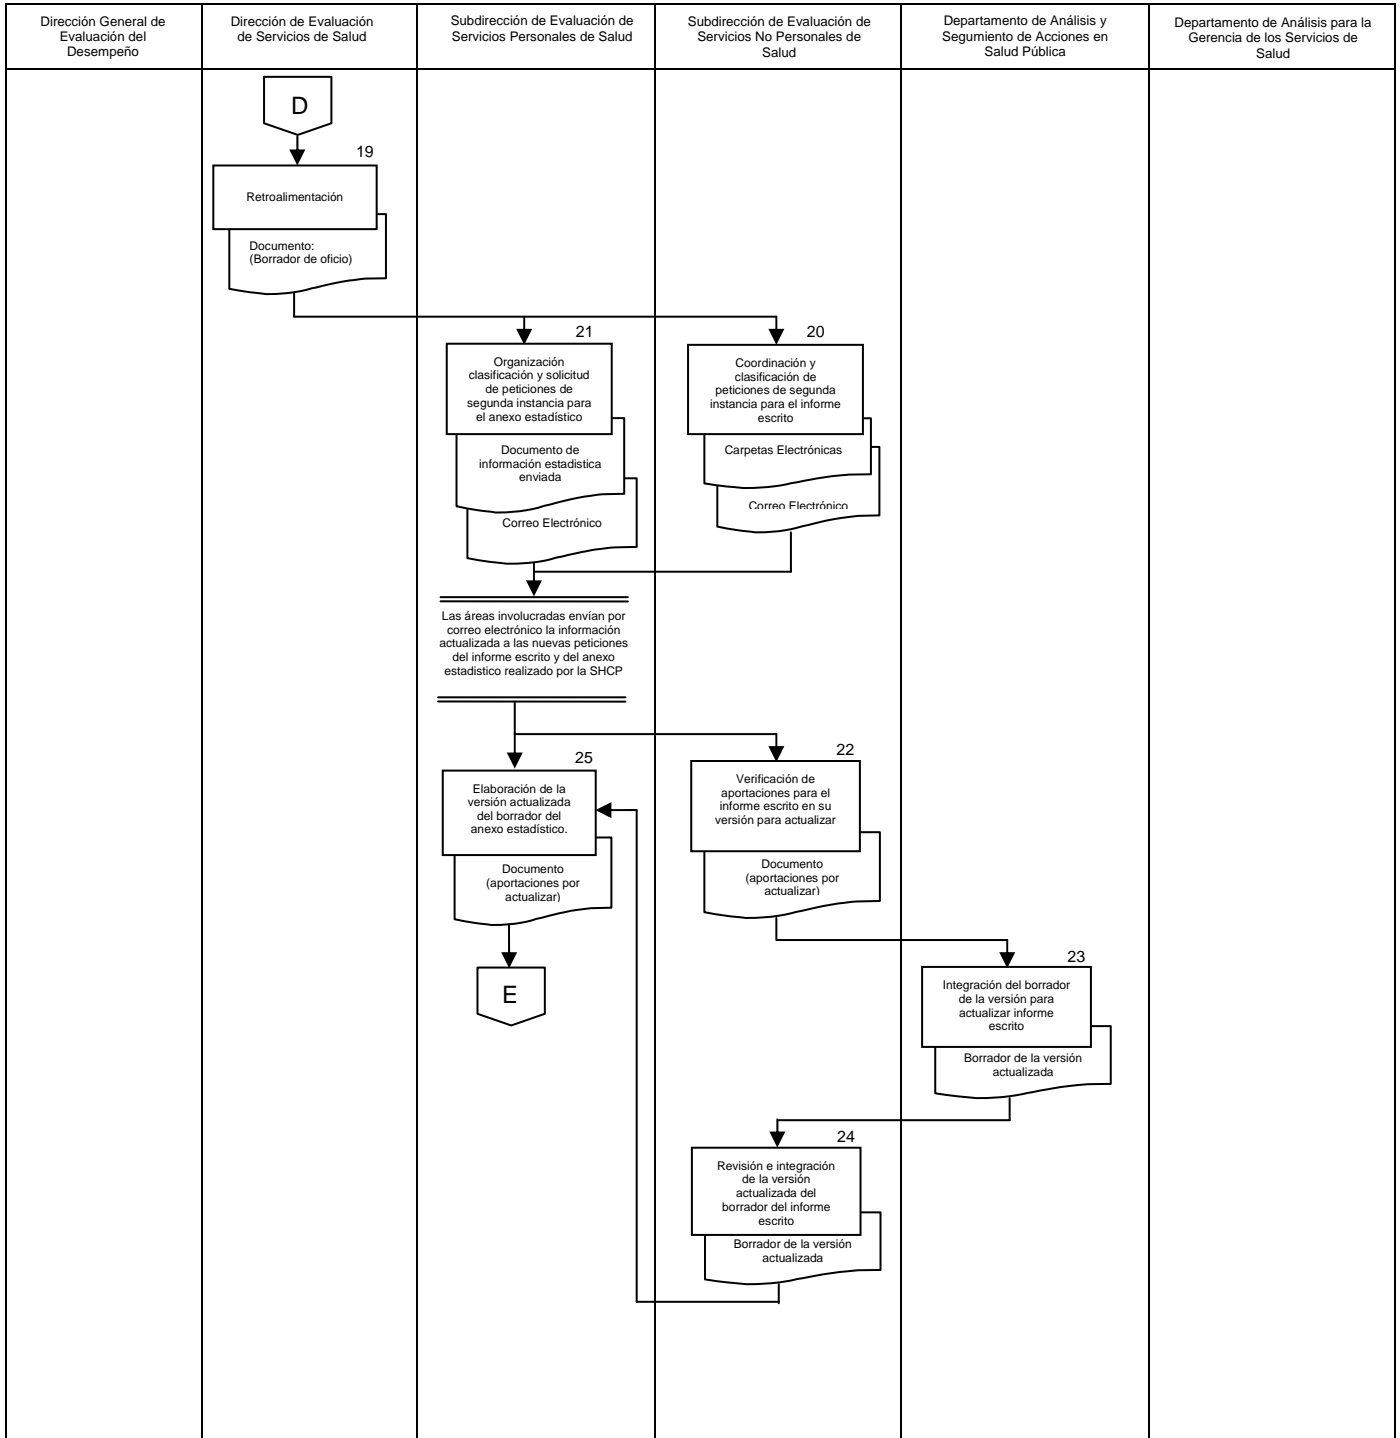 Dirección General de
Evaluación del
Desempeño
Dirección de Evaluación
de Servicios de Salud
Subdirección de Evaluación de
Servicios Personales de Salud
Subdirección de Evaluación de
Servicios No Personales de
Salud
Departamento de Análisis y
Segumiento de Acciones en
Salud Pública
Departamento de Análisis para la
Gerencia de los Servicios de
Salud
D
19
Retroalimentación
Documento:
(Borrador de oficio)
21
Organización
clasificación y solicitud
de peticiones de
segunda instancia para
el anexo estadístico
Documento de
información estadistica
enviada
Correo Electrónico
20
Coordinación y
clasificación de
peticiones de segunda
instancia para el informe
escrito
Carpetas Electrónicas
Correo Electrónico
Las áreas involucradas envían por
correo electrónico la información
actualizada a las nuevas peticiones
del informe escrito y del anexo
estadistico realizado por la SHCP
25
Elaboración de la
versión actualizada
del borrador del
anexo estadístico.
Documento
(aportaciones por
actualizar)
E
22
Verificación de
aportaciones para el
informe escrito en su
versión para actualizar
Documento
(aportaciones por
actualizar)
23
Integración del borrador
de la versión para
actualizar informe
escrito
Borrador de la versión
actualizada
24
Revisión e integración
de la versión
actualizada del
borrador del informe
escrito
Borrador de la versión
actualizada